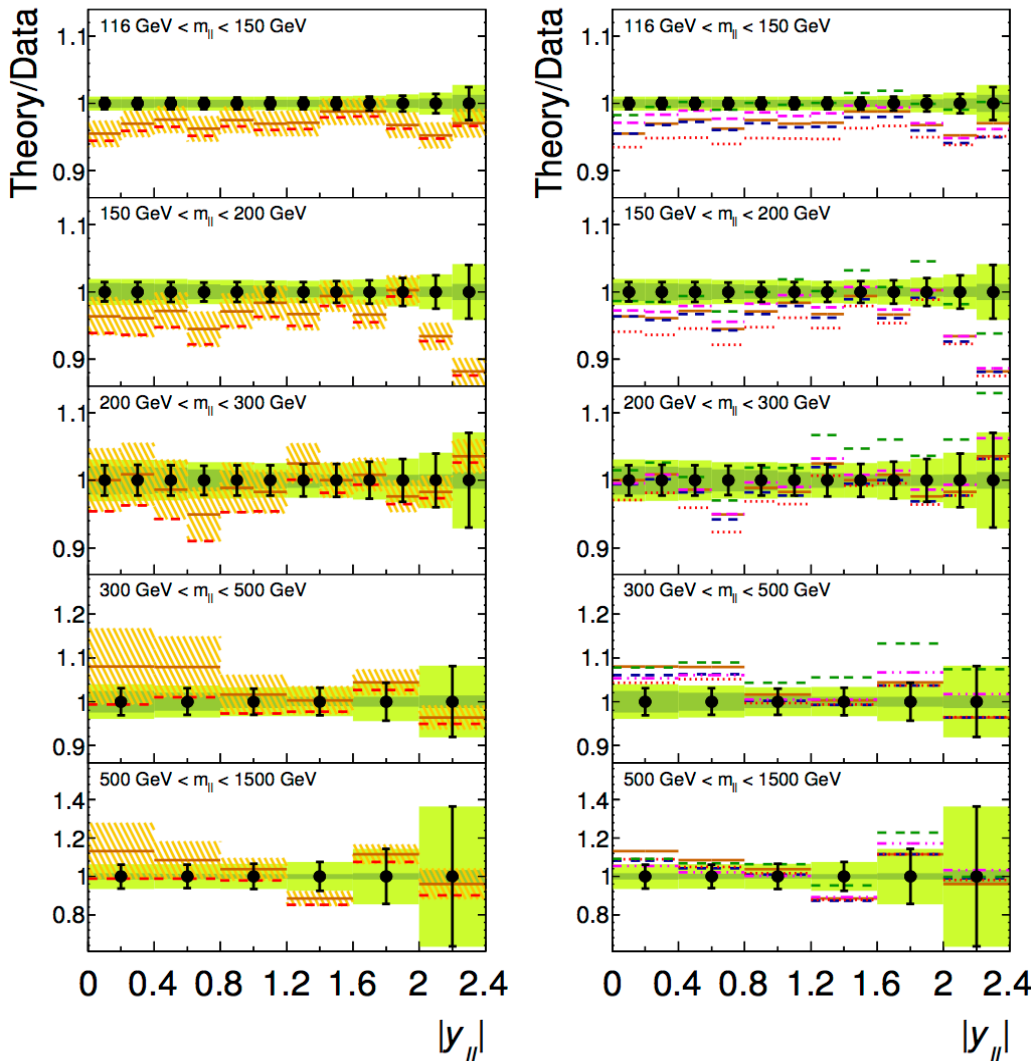 Theory/Data
1.1
1
0.9
116 GeV < m_ll < 150 GeV
1.1
1
0.9
150 GeV < m_ll < 200 GeV
1.1
1
0.9
200 GeV < m_ll < 300 GeV
1.2
1.1
1
0.9
300 GeV < m_ll < 500 GeV
1.4
1.2
1
0.8
500 GeV < m_ll < 1500 GeV
0 0.4 0.8 1.2 1.6 2 2.4
|y_ll|
Theory/Data
1.1
1
0.9
116 GeV < m_ll < 150 GeV
1.1
1
0.9
150 GeV < m_ll < 200 GeV
1.1
1
0.9
200 GeV < m_ll < 300 GeV
1.2
1.1
1
0.9
300 GeV < m_ll < 500 GeV
1.4
1.2
1
0.8
500 GeV < m_ll < 1500 GeV
0 0.4 0.8 1.2 1.6 2 2.4
|y_ll|